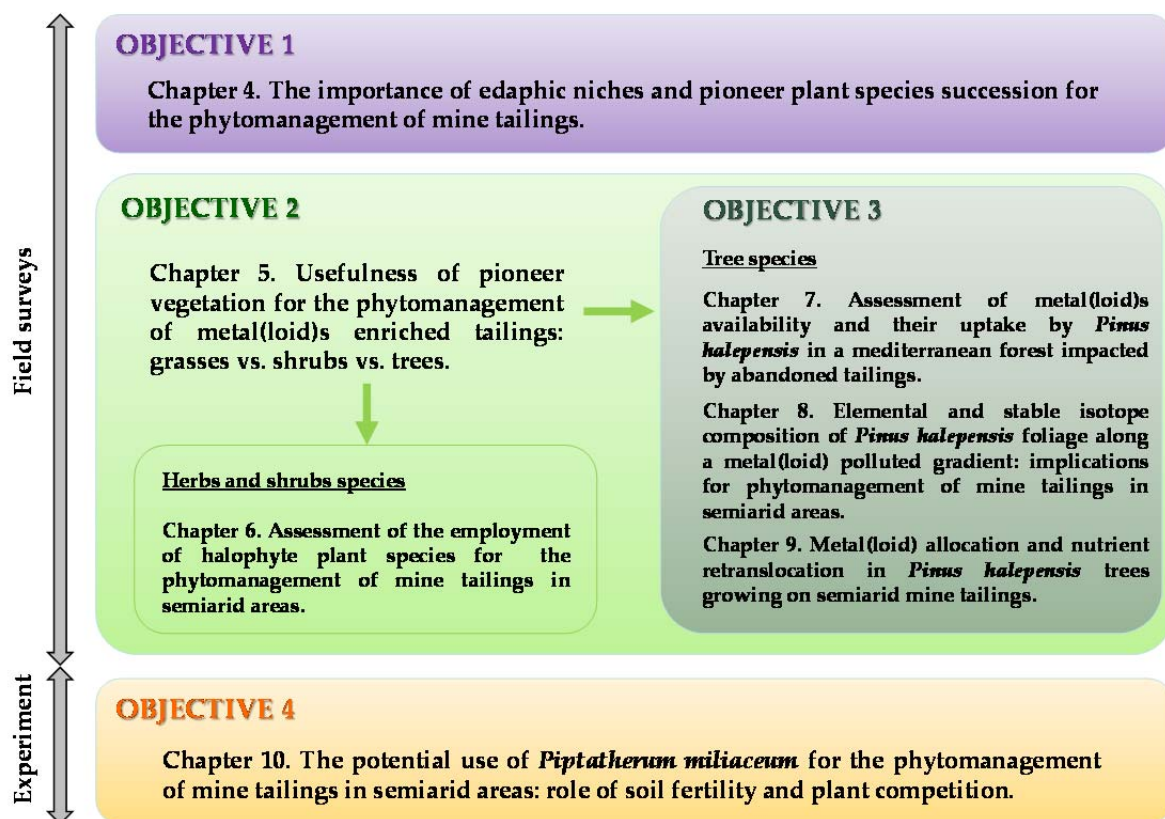 Field surveys
OBJECTIVE 1
Chapter 4. The importance of edaphic niches and pioneer plant species succession for
the phytomanagement of mine tailings.
OBJECTIVE 2
Chapter 5. Usefulness of pioneer
vegetation for the phytomanagement
of metal(loid)s enriched tailings:
grasses vs. shrubs vs. trees.
Herbs and shrubs species
Chapter 6. Assessment of the employment
of halophyte plant species for the
phytomanagement of mine tailings in
semiarid areas.
OBJECTIVE 3
Tree species
Chapter 7. Assessment of metal(loid)s
availability and their uptake by Pinus
halepensis in a mediterranean forest impacted
by abandoned tailings.
Chapter 8. Elemental and stable isotope
composition of Pinus halepensis foliage along
a metal(loid) polluted gradient: implications
for phytomanagement of mine tailings in
semiarid areas.
Chapter 9. Metal(loid) allocation and nutrient
retranslocation in Pinus halepensis trees
growing on semiarid mine tailings.
Experiment
OBJECTIVE 4
Chapter 10. The potential use of Piptatherum miliaceum for the phytomanagement
of mine tailings in semiarid areas: role of soil fertility and plant competition.